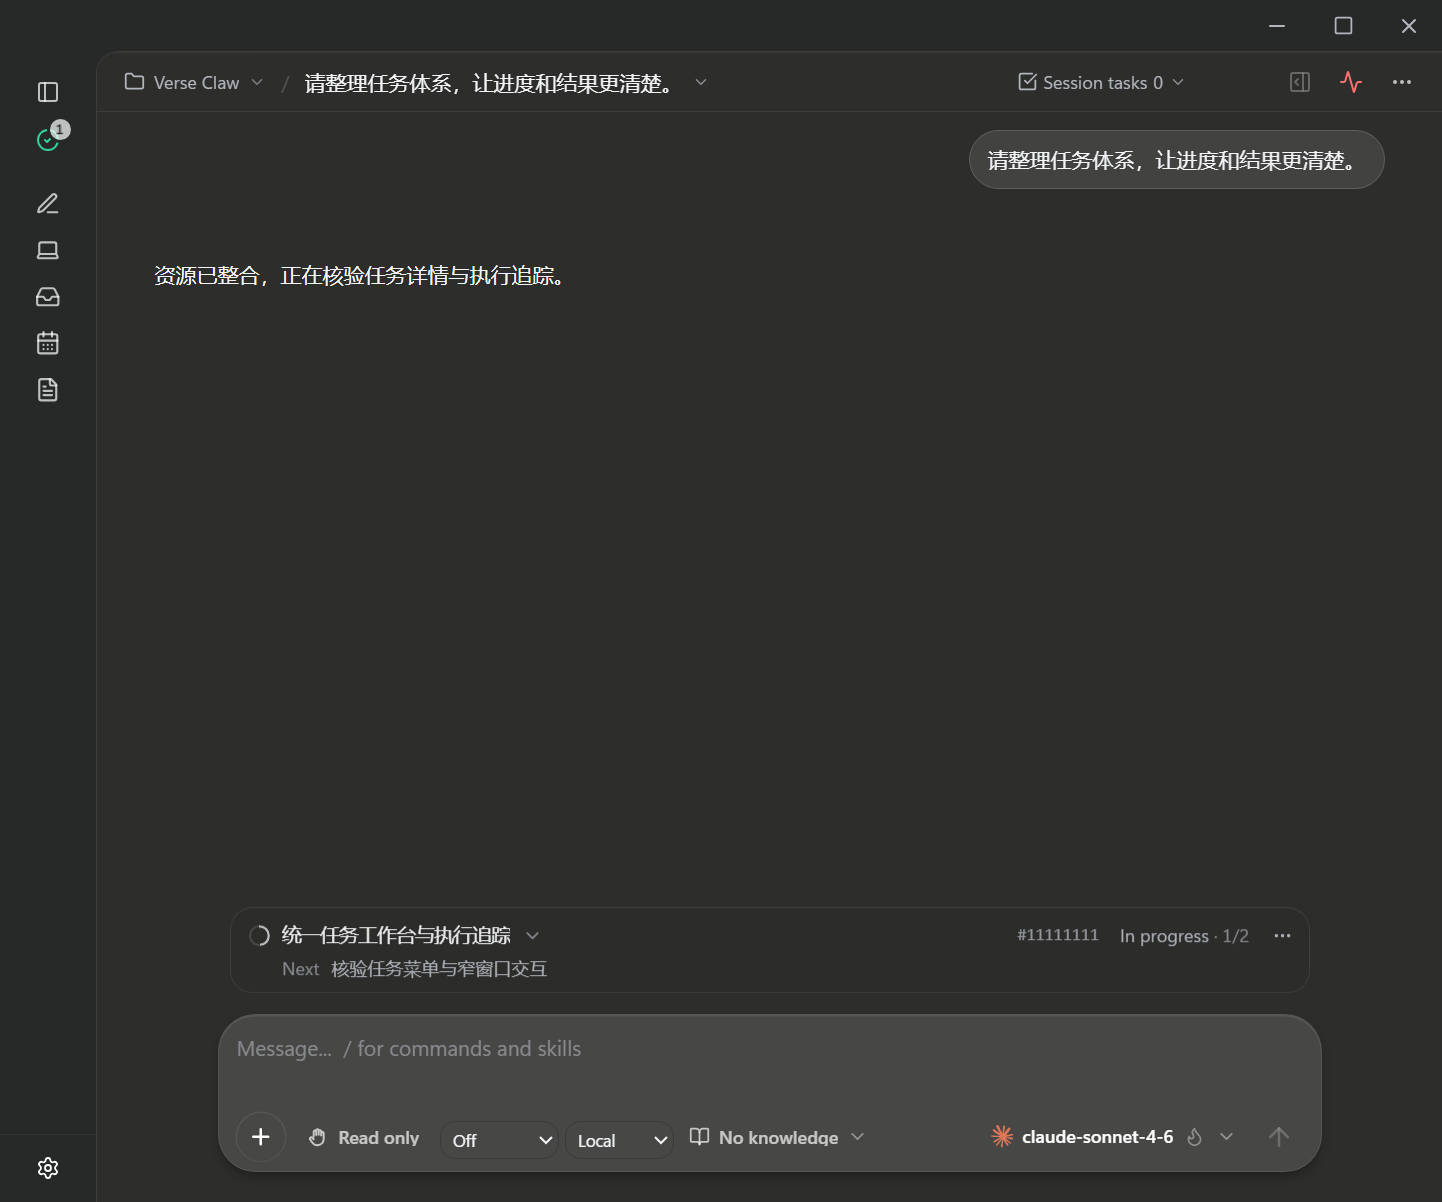 Verse Claw / 请整理任务体系，让进度和结果更清楚。 Session tasks 0
1
请整理任务体系，让进度和结果更清楚。
资源已整合，正在核验任务详情与执行追踪。
统一任务工作台与执行追踪 #11111111 In progress · 1/2
Next 核验任务菜单与窄窗口交互
Message... / for commands and skills
Read only Off Local No knowledge claude-sonnet-4-6